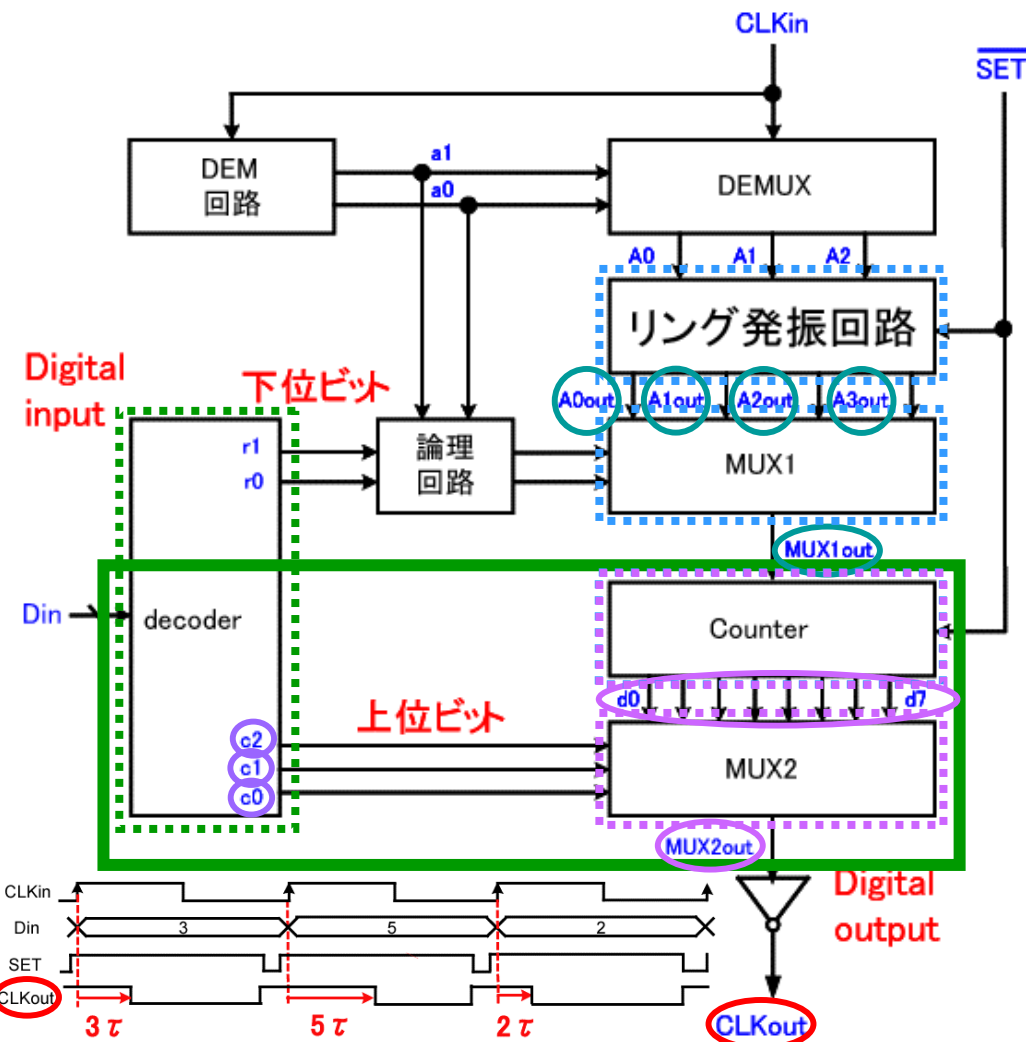 CLKin
SET
DEM
回路
a1
a0
DEMUX
A0
A1
A2
リング発振回路
Digital
input
下位ビット
A0out
A1out
A2out
A3out
r1
r0
論理
回路
MUX1
MUX1out
Din
decoder
Counter
d0
d7
上位ビット
c2
c1
c0
MUX2
MUX2out
Digital
output
CLKout
CLKin
Din
3
5
2
SET
CLKout
3τ
5τ
2τ